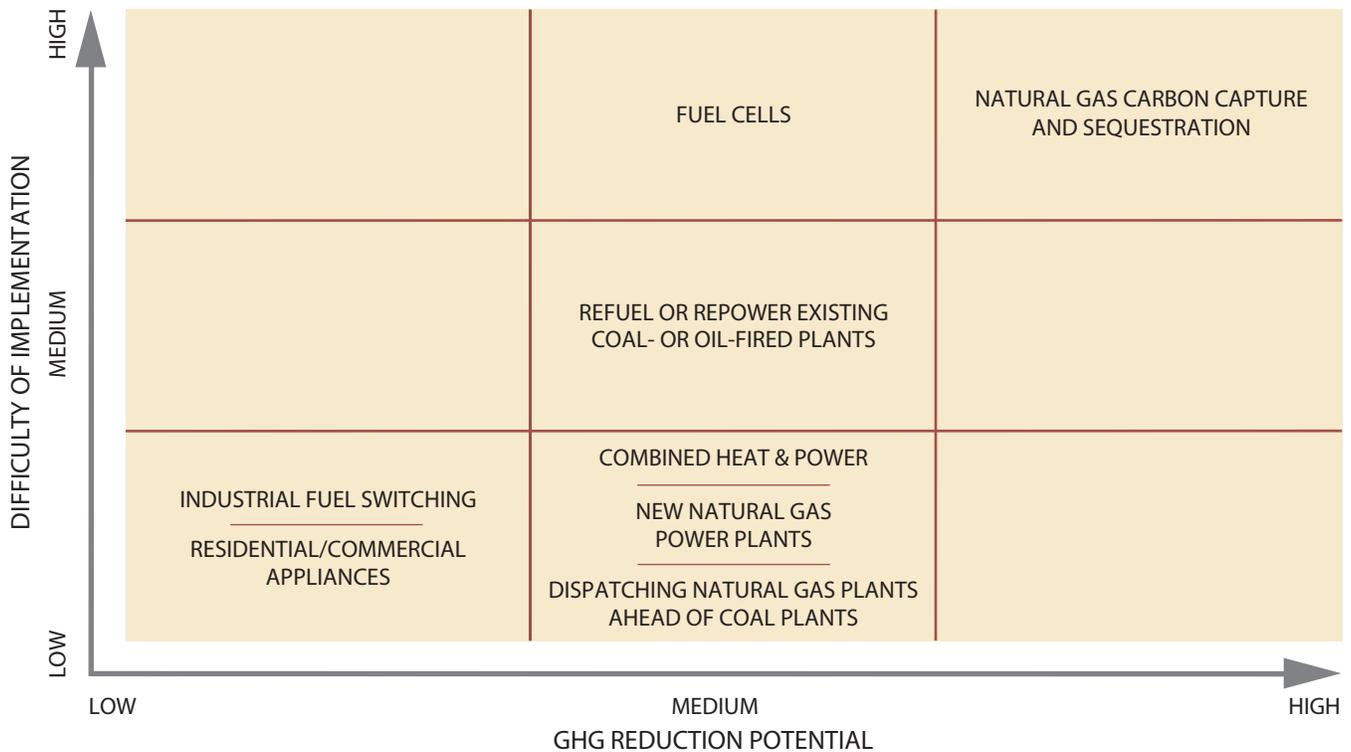 DIFFICULTY OF IMPLEMENTATION
HIGH
MEDIUM
LOW
FUEL CELLS
NATURAL GAS CARBON CAPTURE
AND SEQUESTRATION
REFUEL OR REPOWER EXISTING
COAL- OR OIL-FIRED PLANTS
INDUSTRIAL FUEL SWITCHING
RESIDENTIAL/COMMERCIAL
APPLIANCES
COMBINED HEAT & POWER
NEW NATURAL GAS
POWER PLANTS
DISPATCHING NATURAL GAS PLANTS
AHEAD OF COAL PLANTS
LOW
MEDIUM
HIGH
GHG REDUCTION POTENTIAL